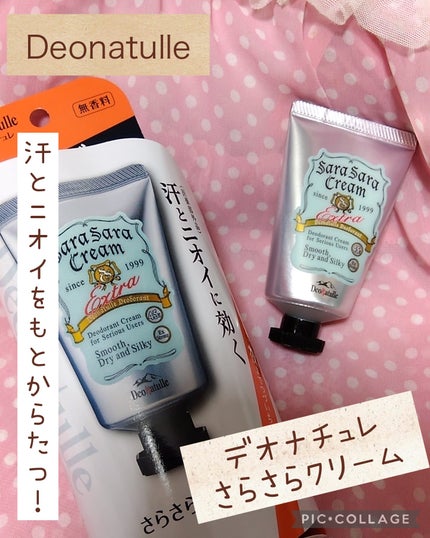 Deonatulle
汗とニオイをもとからたつ!
無香料
汗とニオイに効く
Sara Sara
Cream
since 1999
Extra
Deonatulle Deodorant
Deodorant Cream
for Serious Users
Smooth,
Dry and Silky
Deonatulle
さらさら
Sara Sara
Cream
since 1999
Extra
Deodorant Cream
for Serious Users
Smooth,
Dry and Silky
Deonatulle
デオナチュレ
さらさらクリーム
PIC•COLLAGE